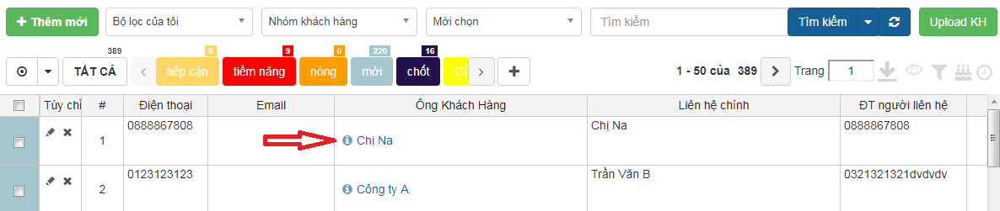 + Thêm mới Bộ lọc của tôi Nhóm khách hàng Mời chọn Tìm kiếm Tìm kiếm Upload KH
389 8 9 0 220 16
TẤT CẢ tiếp cận tiềm năng nóng mới chốt + 1 - 50 của 389 Trang 1
Tùy chỉ # Điện thoại Email Ông Khách Hàng Liên hệ chính ĐT người liên hệ
0888867808 Chị Na 0888867808
1 Chị Na
0123123123 Trần Văn B 0321321321dvdvdv
2 Công ty A